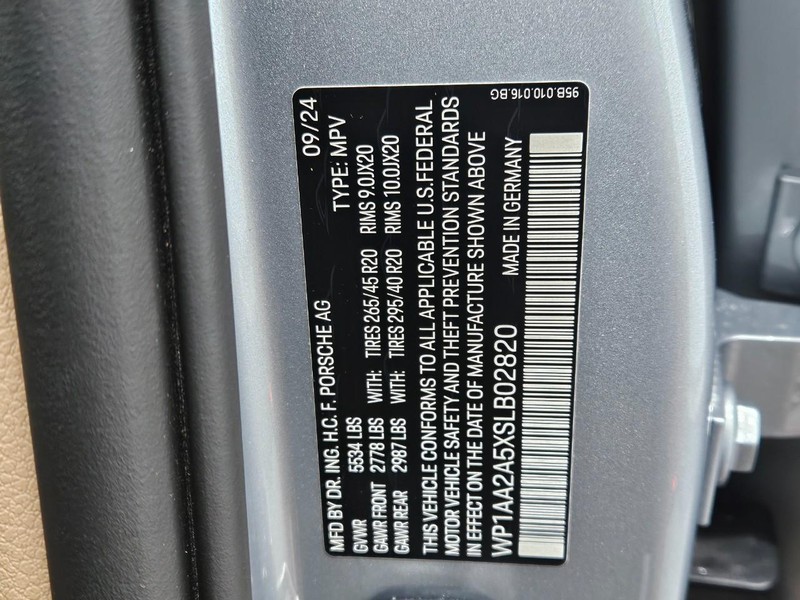 MFD BY DR. ING. H.C. F. PORSCHE AG 09/24
GVWR 5534 LBS TYPE: MPV
GAWR FRONT 2778 LBS WITH: TIRES 265/45 R20 RIMS 9.0JX20
GAWR REAR 2987 LBS WITH: TIRES 295/40 R20 RIMS 10.0JX20
THIS VEHICLE CONFORMS TO ALL APPLICABLE U.S. FEDERAL
MOTOR VEHICLE SAFETY AND THEFT PREVENTION STANDARDS
IN EFFECT ON THE DATE OF MANUFACTURE SHOWN ABOVE
WP1AA2A5XSLB02820 MADE IN GERMANY
95B.010.016.BG